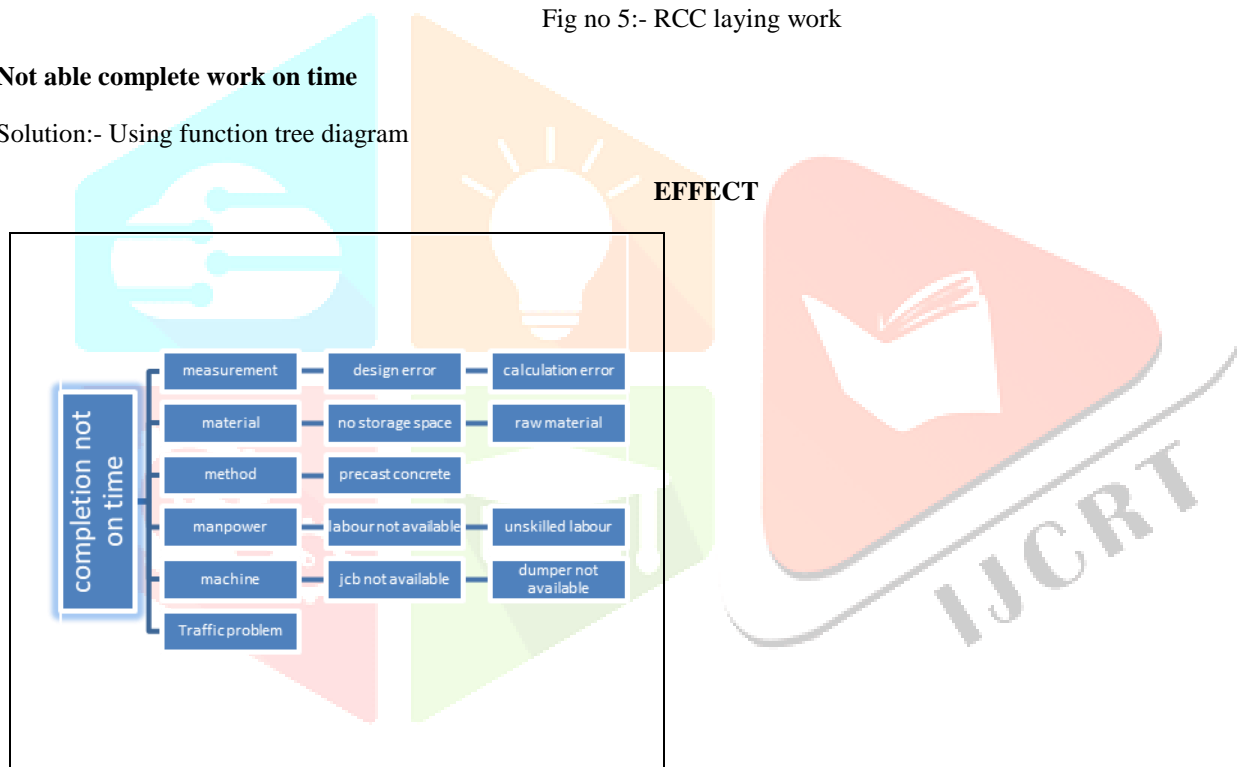 Fig no 5:- RCC laying work
Not able complete work on time
Solution:- Using function tree diagram
EFFECT
completion not
on time
measurement
design error
calculation error
material
no storage space
raw material
method
precast concrete
manpower
labour not available
unskilled labour
machine
jcb not available
dumper not
available
Traffic problem
IJCRT